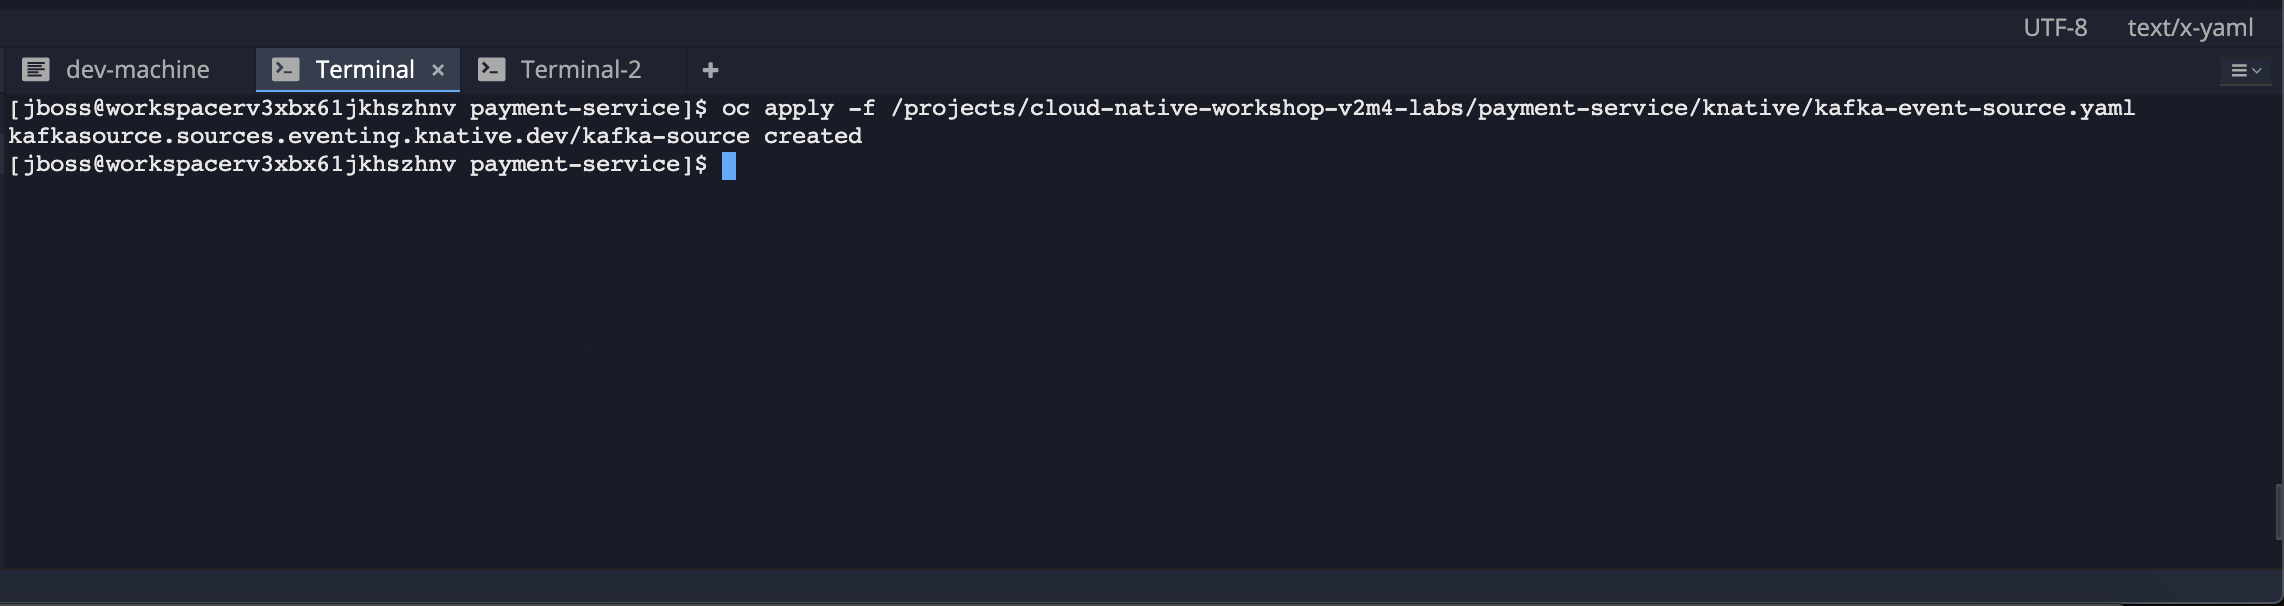 UTF-8 text/x-yaml
dev-machine Terminal × Terminal-2 +
[jboss@workspacerv3xbx61jkhszhnv payment-service]$ oc apply -f /projects/cloud-native-workshop-v2m4-labs/payment-service/knative/kafka-event-source.yaml
kafkasource.sources.eventing.knative.dev/kafka-source created
[jboss@workspacerv3xbx61jkhszhnv payment-service]$